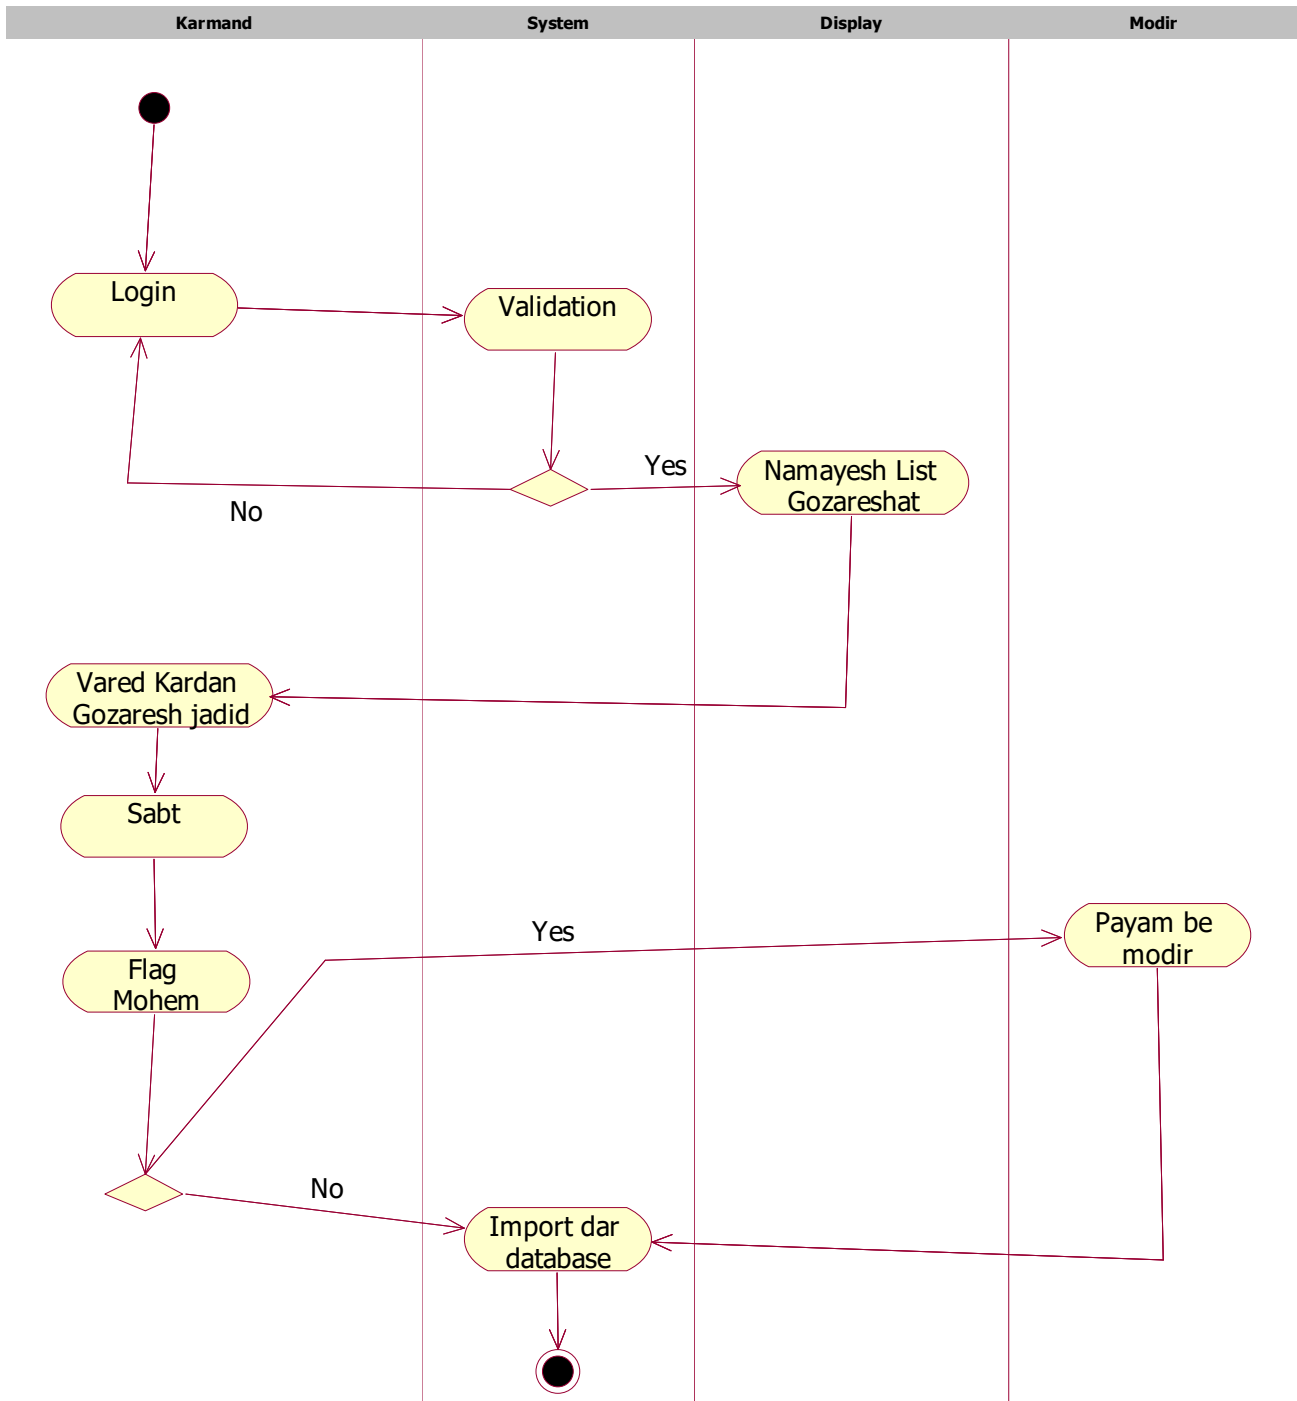 Karmand
System
Display
Modir
Login
Validation
Yes
Namayesh List
Gozareshat
No
Vared Kardan
Gozaresh jadid
Sabt
Yes
Payam be
modir
Flag
Mohem
No
Import dar
database